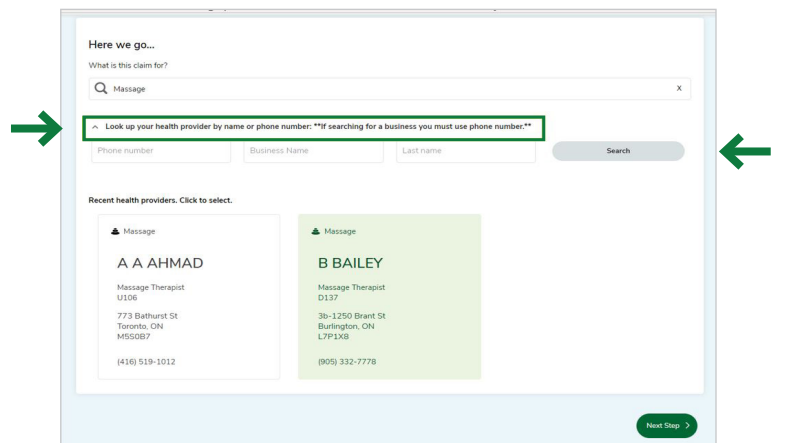 Here we go...
What is this claim for?
Massage x
Look up your health provider by name or phone number: **If searching for a business you must use phone number.**
Phone number Business Name Last name Search
Recent health providers. Click to select.
Massage
A A AHMAD
Massage Therapist
U106
773 Bathurst St
Toronto, ON
M5S0B7
(416) 519-1012
Massage
B BAILEY
Massage Therapist
D137
3b-1250 Brant St
Burlington, ON
L7P1X8
(905) 332-7778
Next Step